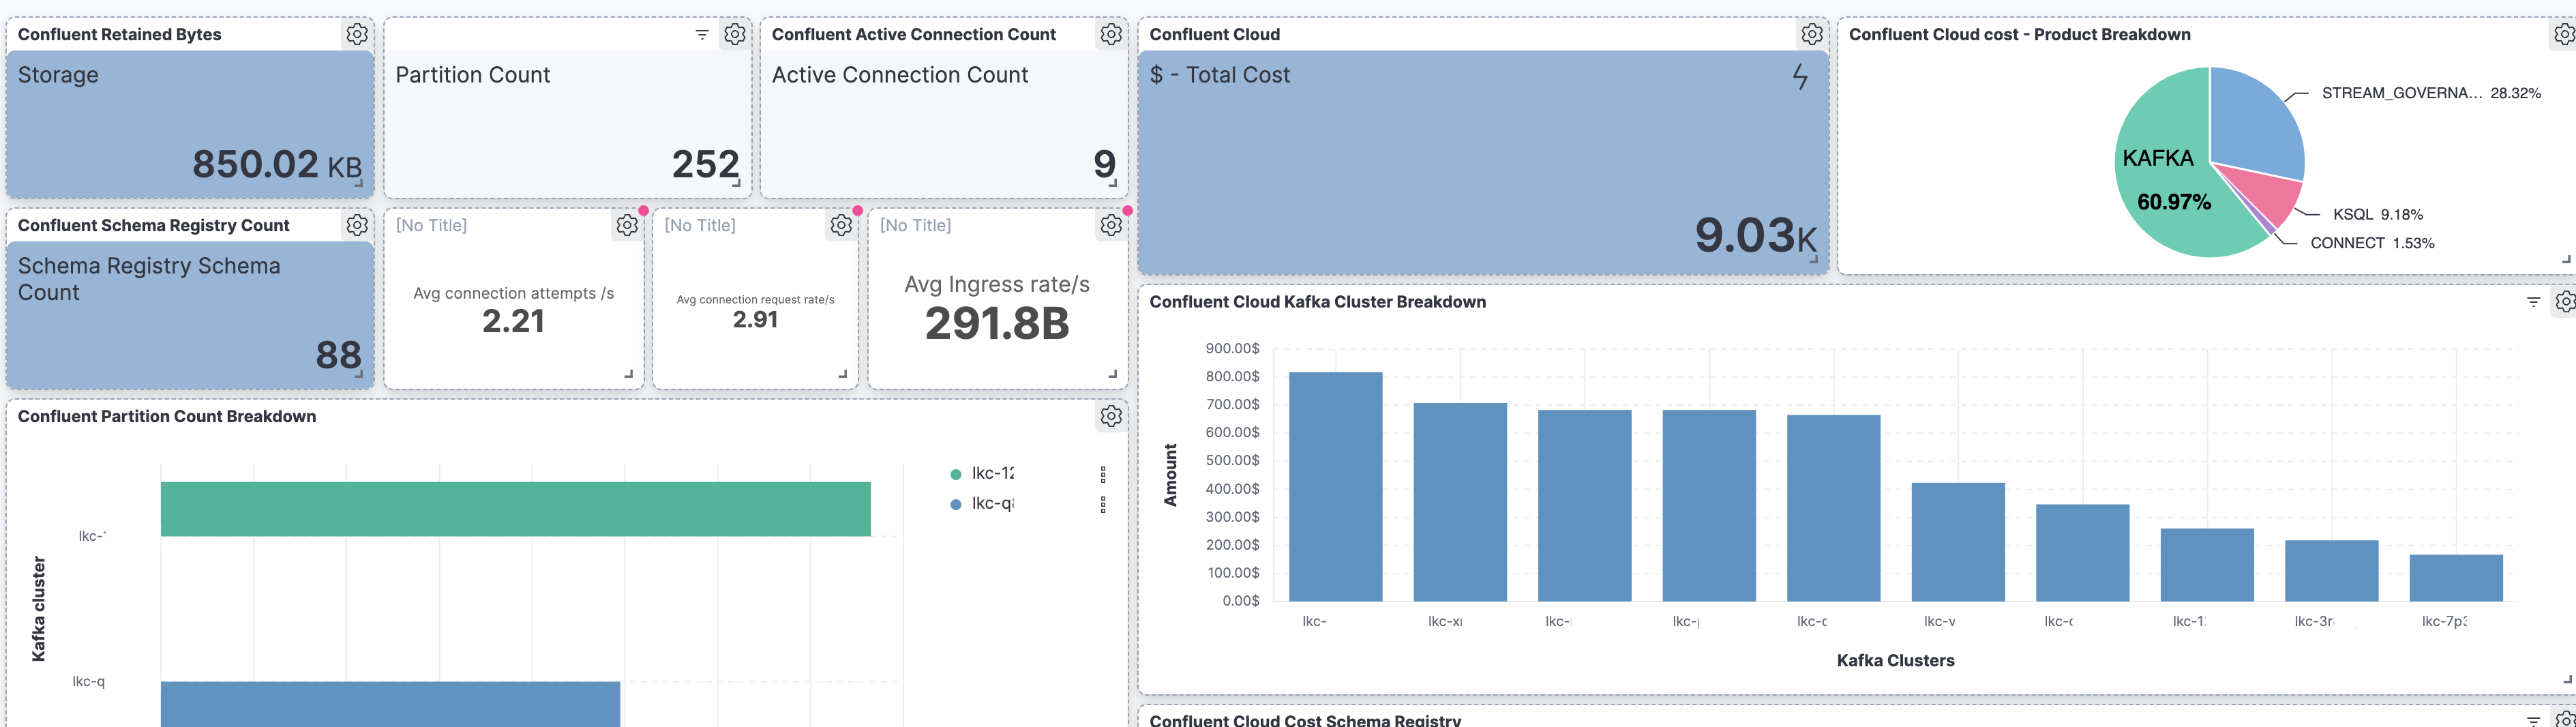 Confluent Retained Bytes
Storage
850.02 KB
Partition Count
252
Confluent Active Connection Count
Active Connection Count
9
Confluent Cloud
$ - Total Cost
9.03K
Confluent Cloud cost - Product Breakdown
STREAM_GOVERNA... 28.32%
KAFKA
60.97%
KSQL 9.18%
CONNECT 1.53%
Confluent Schema Registry Count
Schema Registry Schema
Count
88
[No Title]
Avg connection attempts /s
2.21
[No Title]
Avg connection request rate/s
2.91
[No Title]
Avg Ingress rate/s
291.8B
Confluent Partition Count Breakdown
lkc-12
lkc-q
Kafka cluster
lkc-
lkc-q
Confluent Cloud Kafka Cluster Breakdown
900.00$
800.00$
700.00$
600.00$
500.00$
400.00$
300.00$
200.00$
100.00$
0.00$
Amount
lkc-
lkc-x
lkc-
lkc-
lkc-c
lkc-v
lkc-c
lkc-1
lkc-3r
lkc-7p3
Kafka Clusters
Confluent Cloud Cost Schema Registry